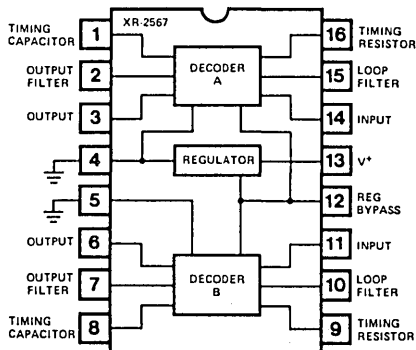 XR-2567
TIMING
CAPACITOR
1
16
TIMING
RESISTOR
OUTPUT
FILTER
2
DECODER
A
15
LOOP
FILTER
OUTPUT
3
14
INPUT
4
REGULATOR
13
V+
5
12
REG
BYPASS
OUTPUT
6
11
INPUT
OUTPUT
FILTER
7
DECODER
B
10
LOOP
FILTER
TIMING
CAPACITOR
8
9
TIMING
RESISTOR